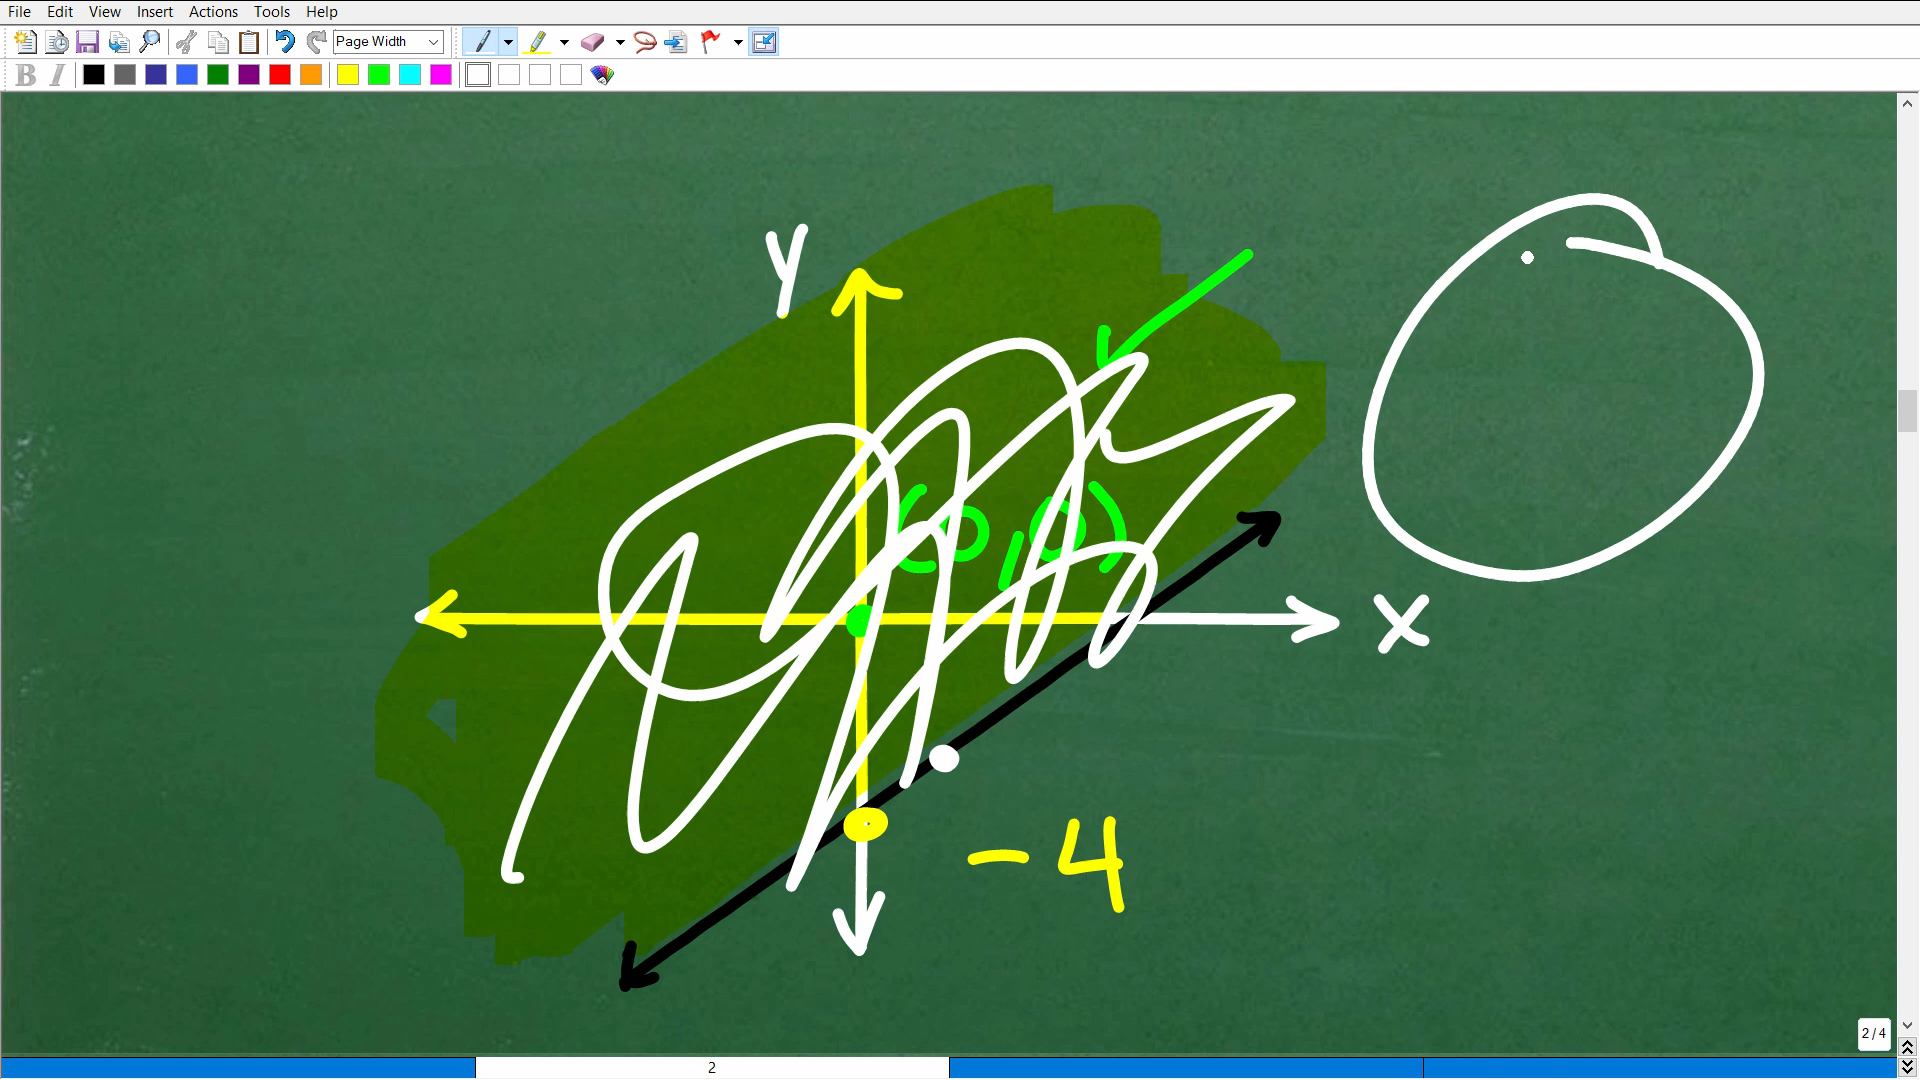 File Edit View Insert Actions Tools Help
Page Width
B I
y
(0,0)
x
-4
2 / 4
2